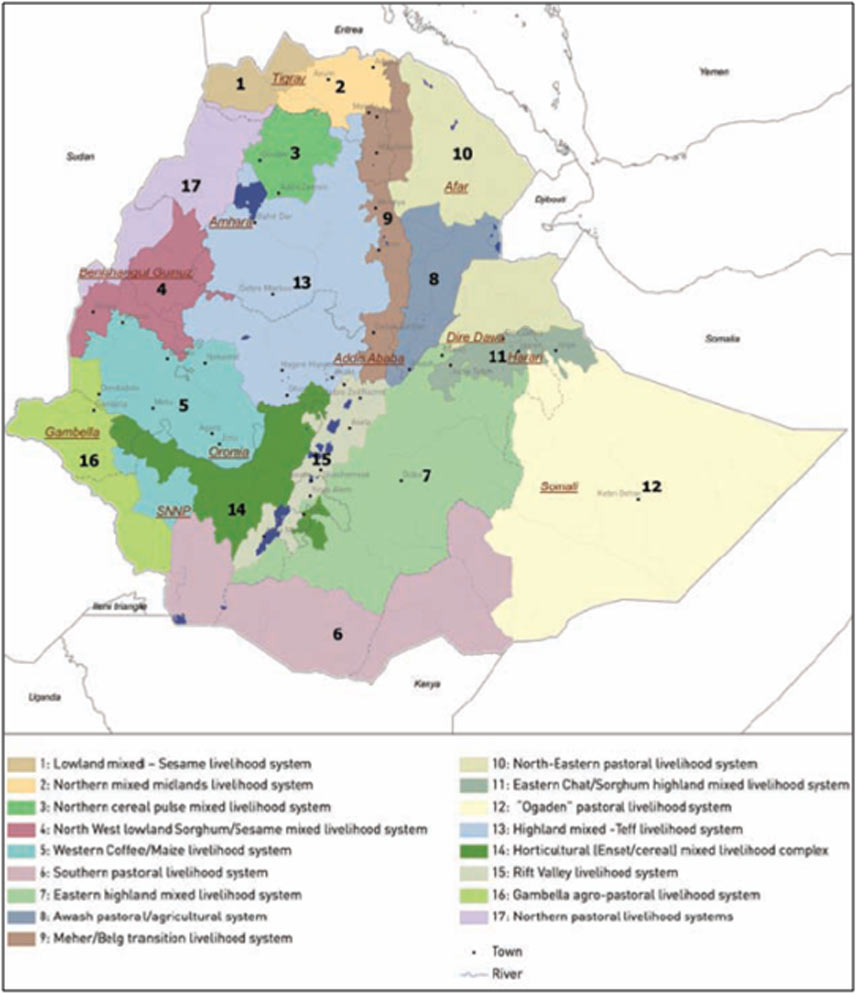 Eritrea
Yemen
Tigray
1
2
3
10
Sudan
17
Afar
Djibouti
Amhara
Bahir Dar
9
Benishangul Gumuz
4
13
8
Debre Markos
Dire Dawa
Somalia
Addis Ababa
11
Harari
Nekemte
5
Gambella
Oromia
16
15
7
Somali
12
SNNP
14
Ilemi triangle
6
Kenya
Uganda
1: Lowland mixed – Sesame livelihood system
2: Northern mixed midlands livelihood system
3: Northern cereal pulse mixed livelihood system
4: North West lowland Sorghum/Sesame mixed livelihood system
5: Western Coffee/Maize livelihood system
6: Southern pastoral livelihood system
7: Eastern highland mixed livelihood system
8: Awash pastoral/agricultural system
9: Meher/Belg transition livelihood system
10: North-Eastern pastoral livelihood system
11: Eastern Chat/Sorghum highland mixed livelihood system
12: "Ogaden" pastoral livelihood system
13: Highland mixed -Teff livelihood system
14: Horticultural (Enset/cereal) mixed livelihood complex
15: Rift Valley livelihood system
16: Gambella agro-pastoral livelihood system
17: Northern pastoral livelihood systems
Town
River